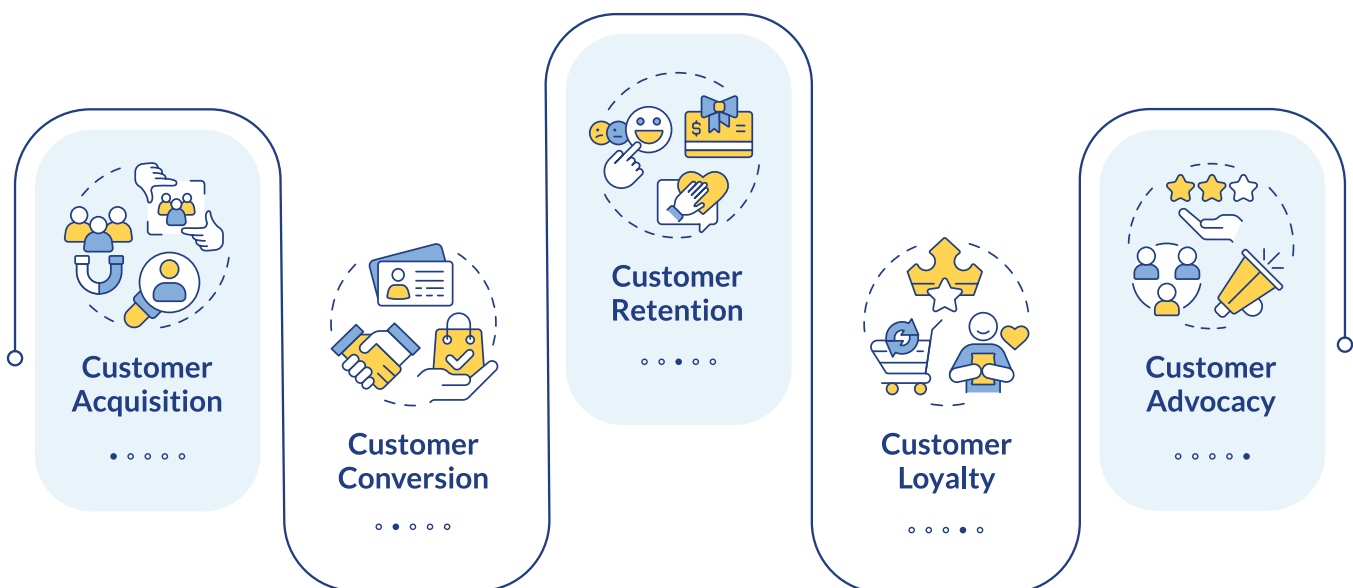 Customer
Acquisition
Customer
Conversion
$
Customer
Retention
Customer
Loyalty
Customer
Advocacy